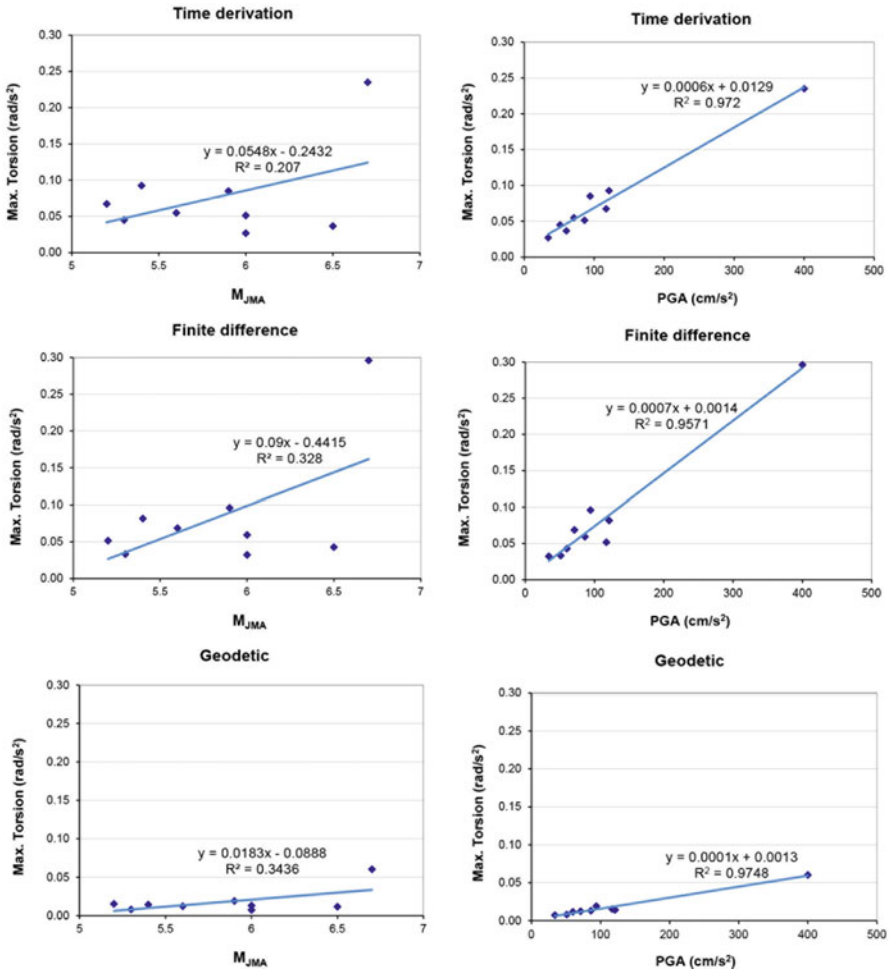 Time derivation
Max. Torsion (rad/s²)
0.30
0.25
0.20
0.15
0.10
0.05
0.00
y = 0.0548x - 0.2432
R² = 0.207
5 5.5 6 6.5 7
M_JMA
Time derivation
Max. Torsion (rad/s²)
0.30
0.25
0.20
0.15
0.10
0.05
0.00
y = 0.0006x + 0.0129
R² = 0.972
0 100 200 300 400 500
PGA (cm/s²)
Finite difference
Max. Torsion (rad/s²)
0.30
0.25
0.20
0.15
0.10
0.05
0.00
y = 0.09x - 0.4415
R² = 0.328
5 5.5 6 6.5 7
M_JMA
Finite difference
Max. Torsion (rad/s²)
0.30
0.25
0.20
0.15
0.10
0.05
0.00
y = 0.0007x + 0.0014
R² = 0.9571
0 100 200 300 400 500
PGA (cm/s²)
Geodetic
Max. Torsion (rad/s²)
0.30
0.25
0.20
0.15
0.10
0.05
0.00
y = 0.0183x - 0.0888
R² = 0.3436
5 5.5 6 6.5 7
M_JMA
Geodetic
Max. Torsion (rad/s²)
0.30
0.25
0.20
0.15
0.10
0.05
0.00
y = 0.0001x + 0.0013
R² = 0.9748
0 100 200 300 400 500
PGA (cm/s²)